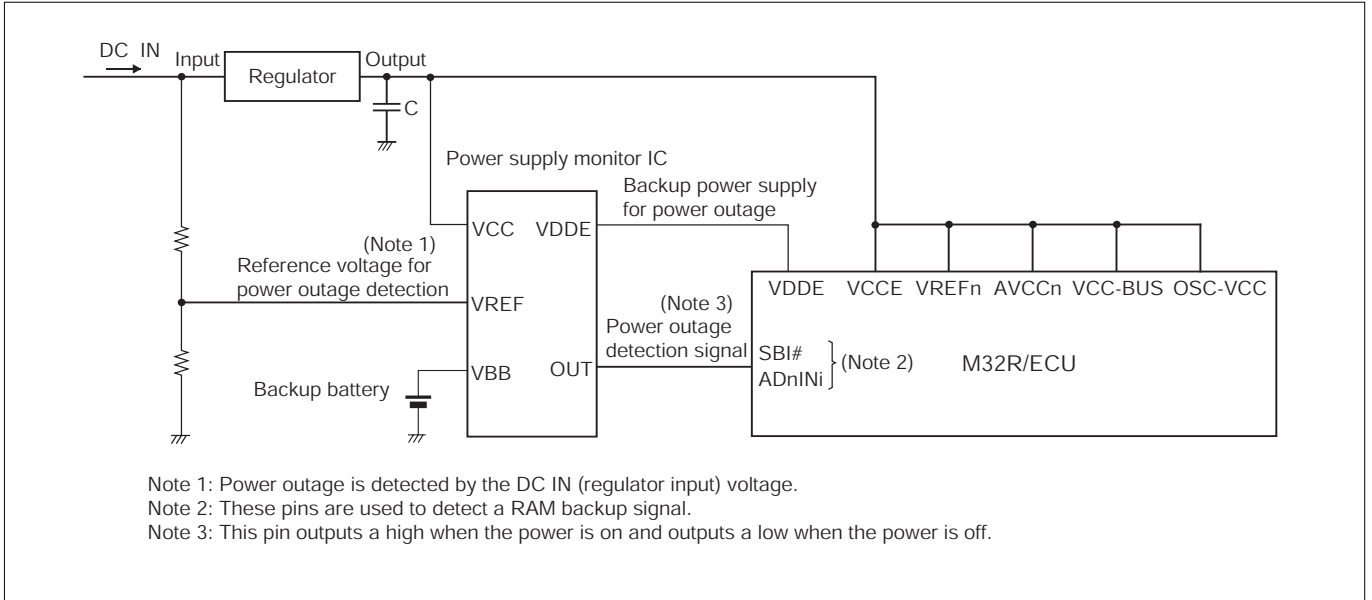 DC IN
Input
Regulator
Output
C
Power supply monitor IC
Backup power supply
for power outage
VCC
VDDE
(Note 1)
Reference voltage for
power outage detection
VREF
VDDE
VCCE
VREFn
AVCCn
VCC-BUS
OSC-VCC
(Note 3)
Power outage
detection signal
SBI#
ADnINi
(Note 2)
M32R/ECU
VBB
OUT
Backup battery
Note 1: Power outage is detected by the DC IN (regulator input) voltage.
Note 2: These pins are used to detect a RAM backup signal.
Note 3: This pin outputs a high when the power is on and outputs a low when the power is off.